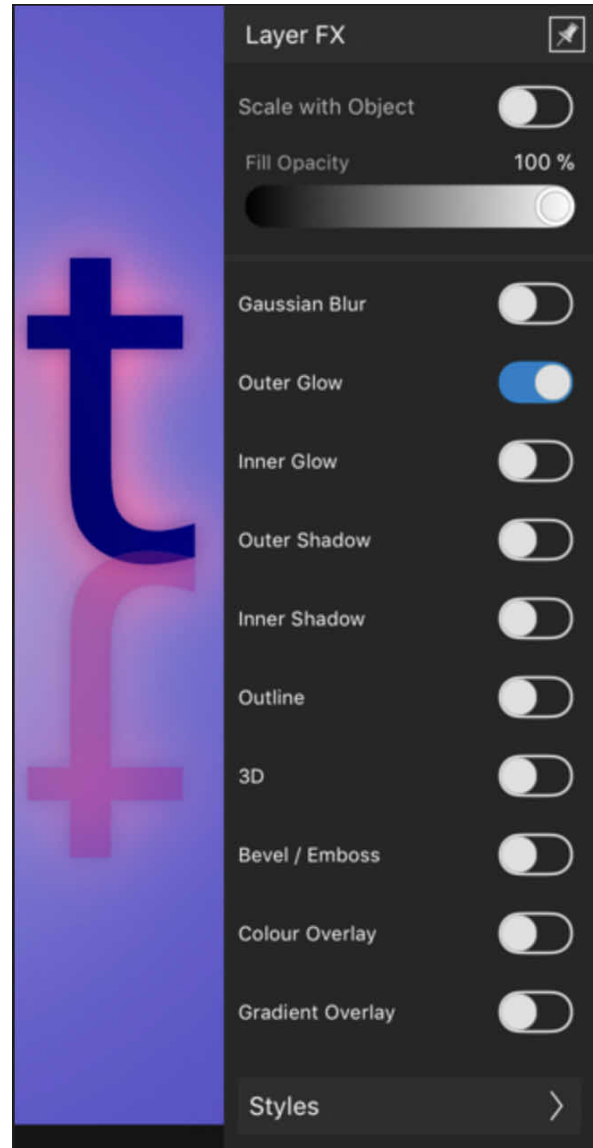 Layer FX
Scale with Object
Fill Opacity 100 %
Gaussian Blur
Outer Glow
Inner Glow
Outer Shadow
Inner Shadow
Outline
3D
Bevel / Emboss
Colour Overlay
Gradient Overlay
Styles
t